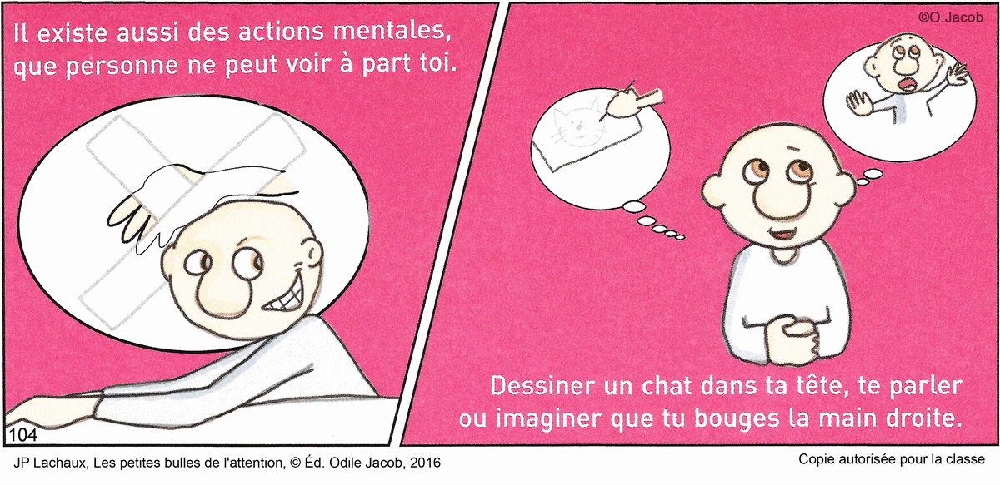 Il existe aussi des actions mentales,
que personne ne peut voir à part toi.
©O.Jacob
Dessiner un chat dans ta tête, te parler
ou imaginer que tu bouges la main droite.
104
JP Lachaux, Les petites bulles de l'attention, © Éd. Odile Jacob, 2016
Copie autorisée pour la classe